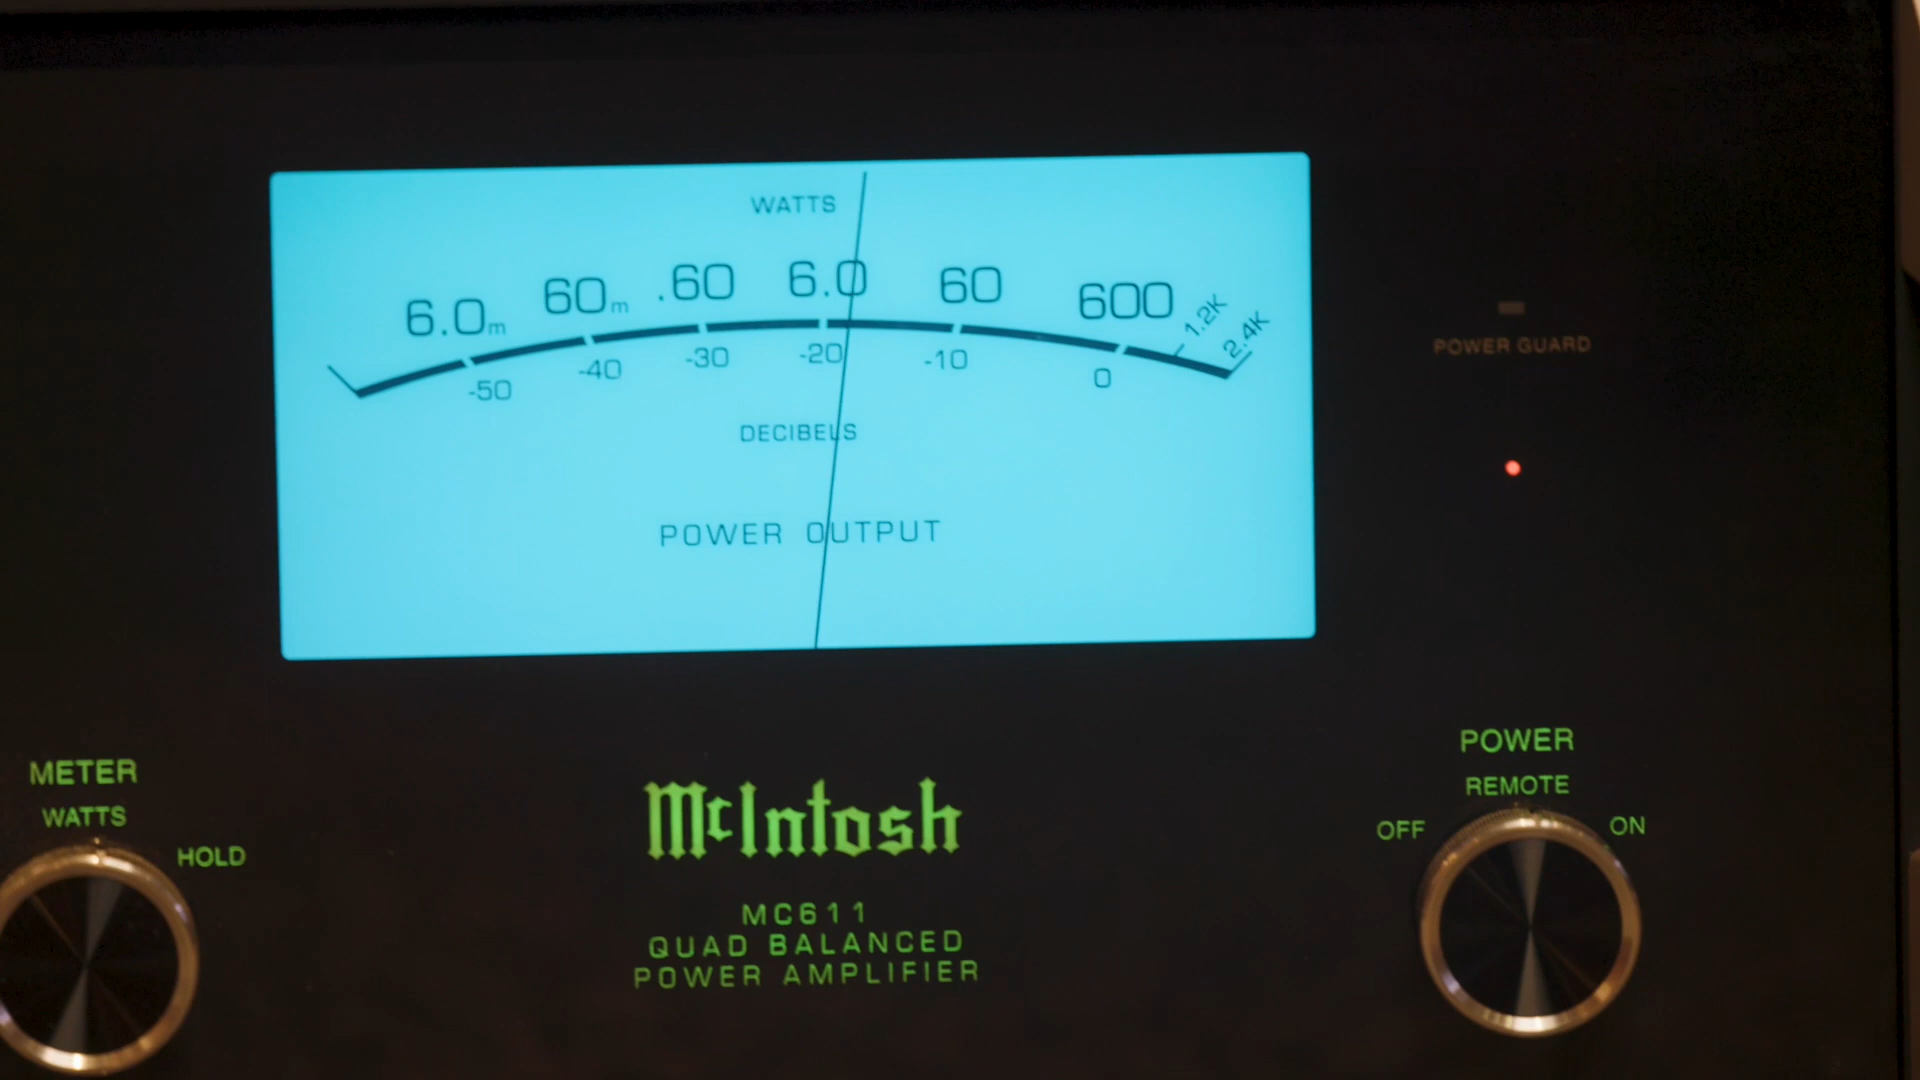 WATTS
6.0m 60m .60 6.0 60 600 1.2K 2.4K
-50 -40 -30 -20 -10 0
DECIBELS
POWER OUTPUT
POWER GUARD
METER
WATTS
HOLD
McIntosh
MC611
QUAD BALANCED
POWER AMPLIFIER
POWER
REMOTE
OFF ON